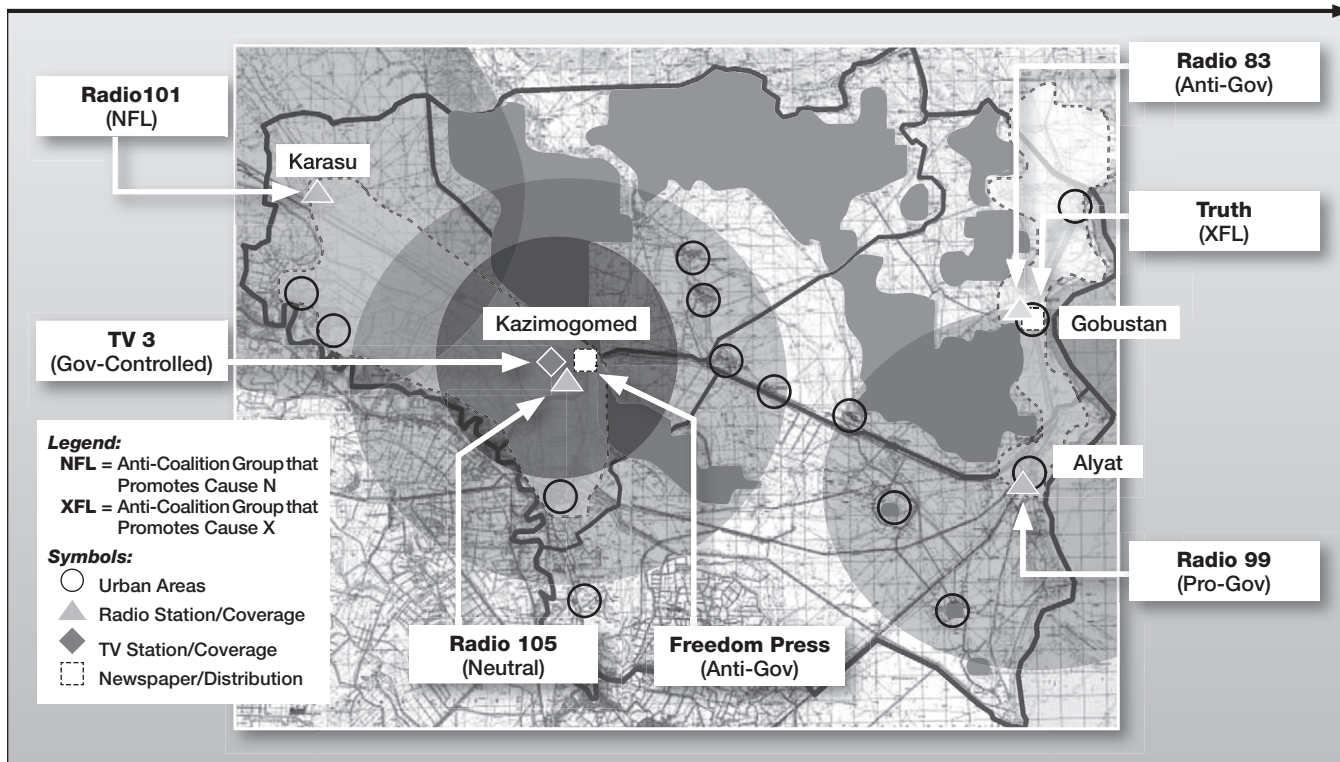 Radio101
(NFL)
Karasu
TV 3
(Gov-Controlled)
Kazimogomed
Radio 83
(Anti-Gov)
Truth
(XFL)
Gobustan
Alyat
Radio 99
(Pro-Gov)
Radio 105
(Neutral)
Freedom Press
(Anti-Gov)
Legend:
NFL = Anti-Coalition Group that
Promotes Cause N
XFL = Anti-Coalition Group that
Promotes Cause X
Symbols:
Urban Areas
Radio Station/Coverage
TV Station/Coverage
Newspaper/Distribution